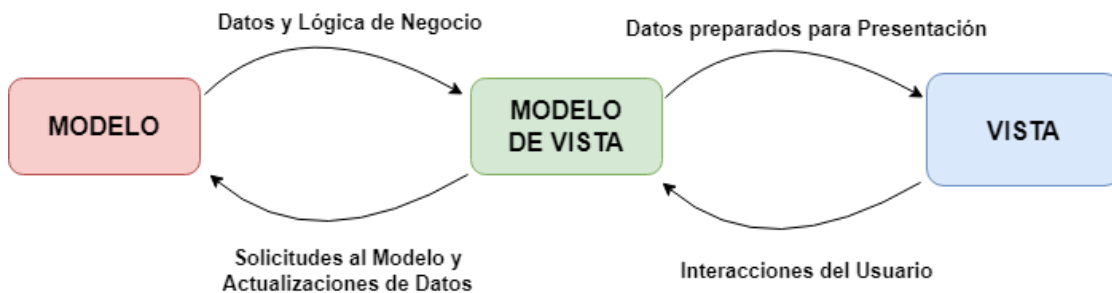 Datos y Lógica de Negocio
Datos preparados para Presentación
MODELO
MODELO
DE VISTA
VISTA
Solicitudes al Modelo y
Actualizaciones de Datos
Interacciones del Usuario